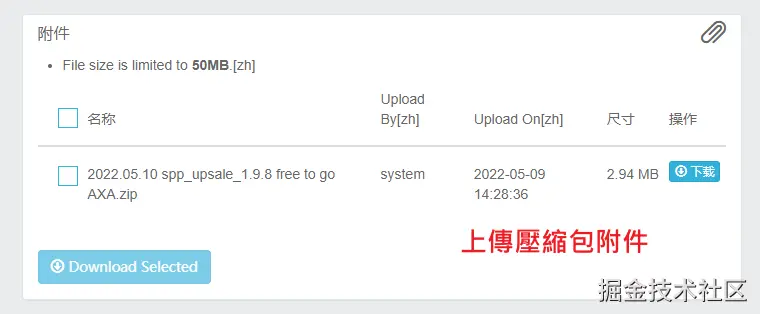 附件
File size is limited to 50MB.[zh]
Upload
名称 By[zh] Upload On[zh] 尺寸 操作
2022.05.10 spp_upsale_1.9.8 free to go system 2022-05-09 2.94 MB 下载
AXA.zip 14:28:36
上傳壓縮包附件
Download Selected
掘金技术社区